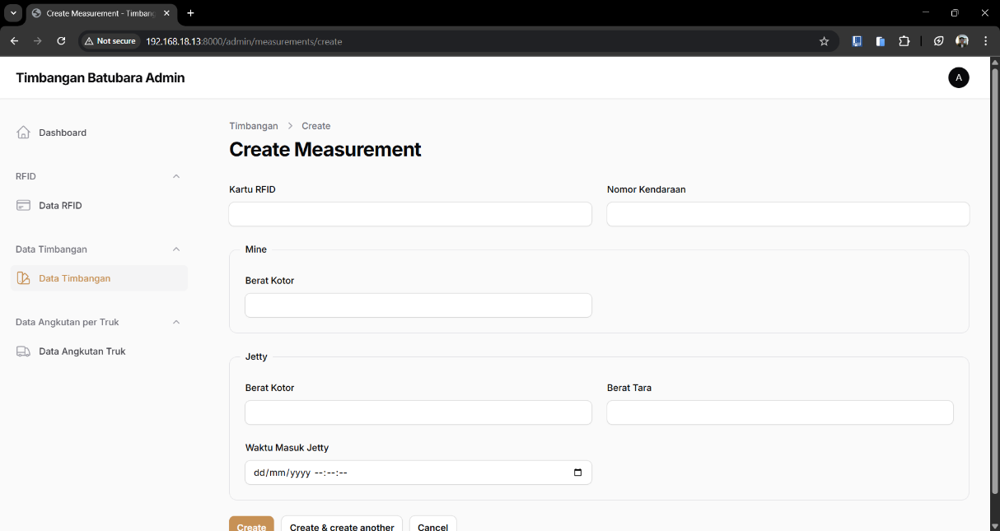 Create Measurement - Timbang
Not secure
192.168.18.13:8000/admin/measurements/create
Timbangan Batubara Admin
A
Dashboard
RFID
Data RFID
Data Timbangan
Data Timbangan
Data Angkutan per Truk
Data Angkutan Truk
Timbangan > Create
Create Measurement
Kartu RFID
Nomor Kendaraan
Mine
Berat Kotor
Jetty
Berat Kotor
Berat Tara
Waktu Masuk Jetty
dd/mm/yyyy --:--:--
Create
Create & create another
Cancel